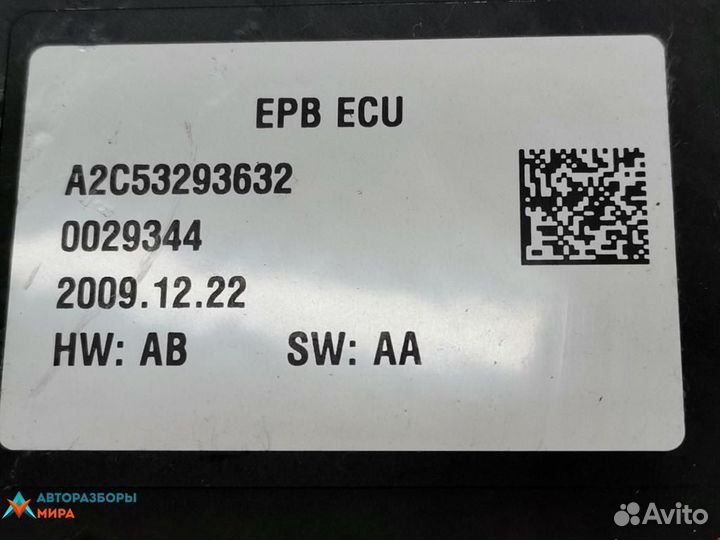 EPB ECU
A2C53293632
0029344
2009.12.22
HW: AB SW: AA
АВТОРАЗБОРЫ
МИРА
Avito